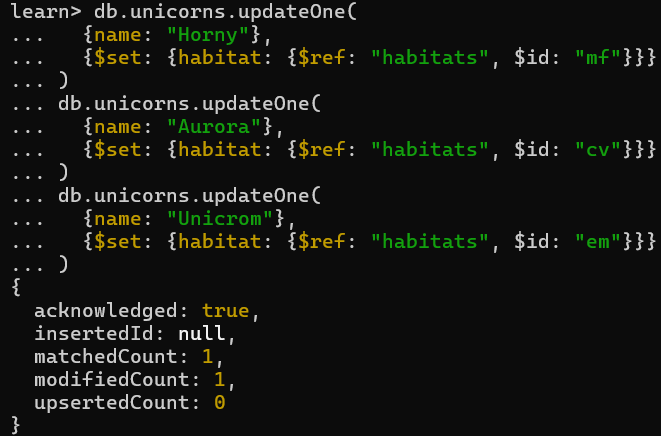 learn> db.unicorns.updateOne(
...   {name: "Horny"},
...   {$set: {habitat: {$ref: "habitats", $id: "mf"}}}
... )
... db.unicorns.updateOne(
...   {name: "Aurora"},
...   {$set: {habitat: {$ref: "habitats", $id: "cv"}}}
... )
... db.unicorns.updateOne(
...   {name: "Unicrom"},
...   {$set: {habitat: {$ref: "habitats", $id: "em"}}}
... )
{
  acknowledged: true,
  insertedId: null,
  matchedCount: 1,
  modifiedCount: 1,
  upsertedCount: 0
}